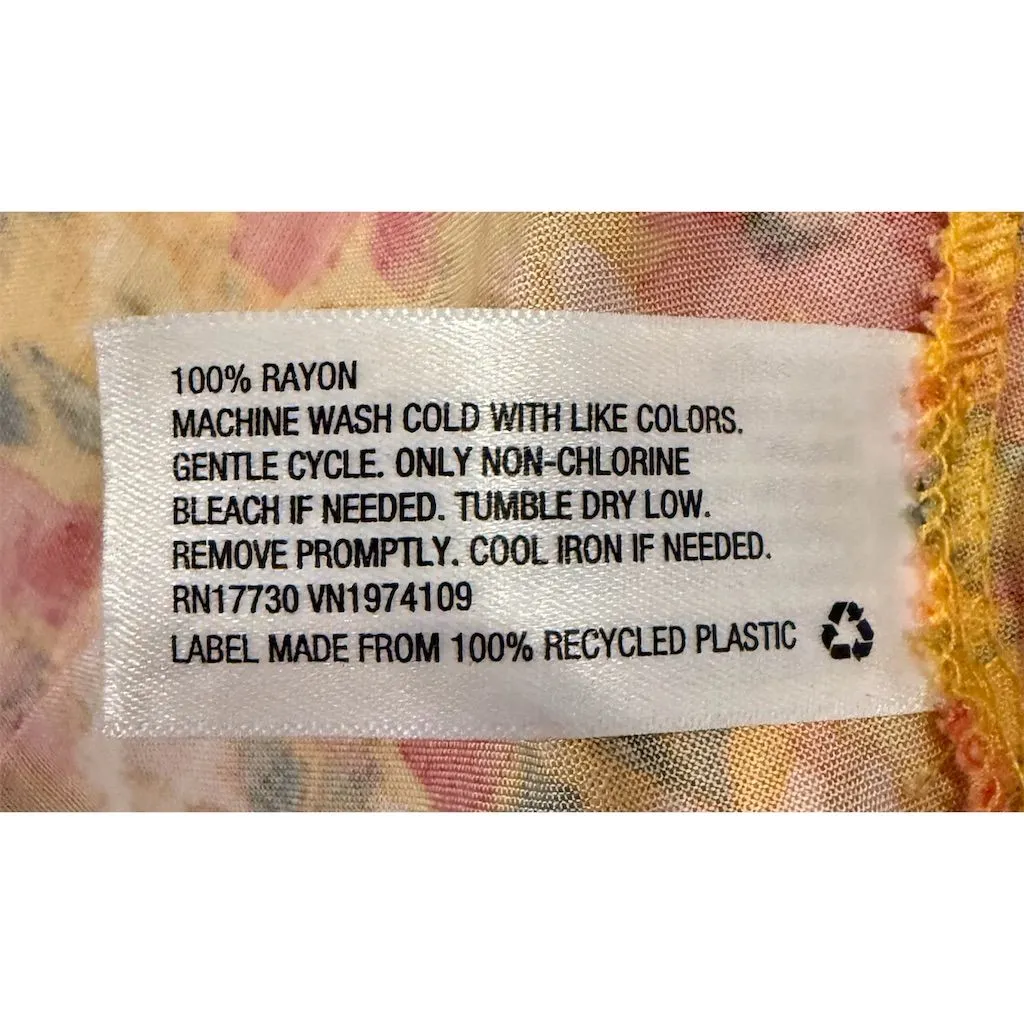 100% RAYON
MACHINE WASH COLD WITH LIKE COLORS.
GENTLE CYCLE. ONLY NON-CHLORINE
BLEACH IF NEEDED. TUMBLE DRY LOW.
REMOVE PROMPTLY. COOL IRON IF NEEDED.
RN17730 VN1974109
LABEL MADE FROM 100% RECYCLED PLASTIC